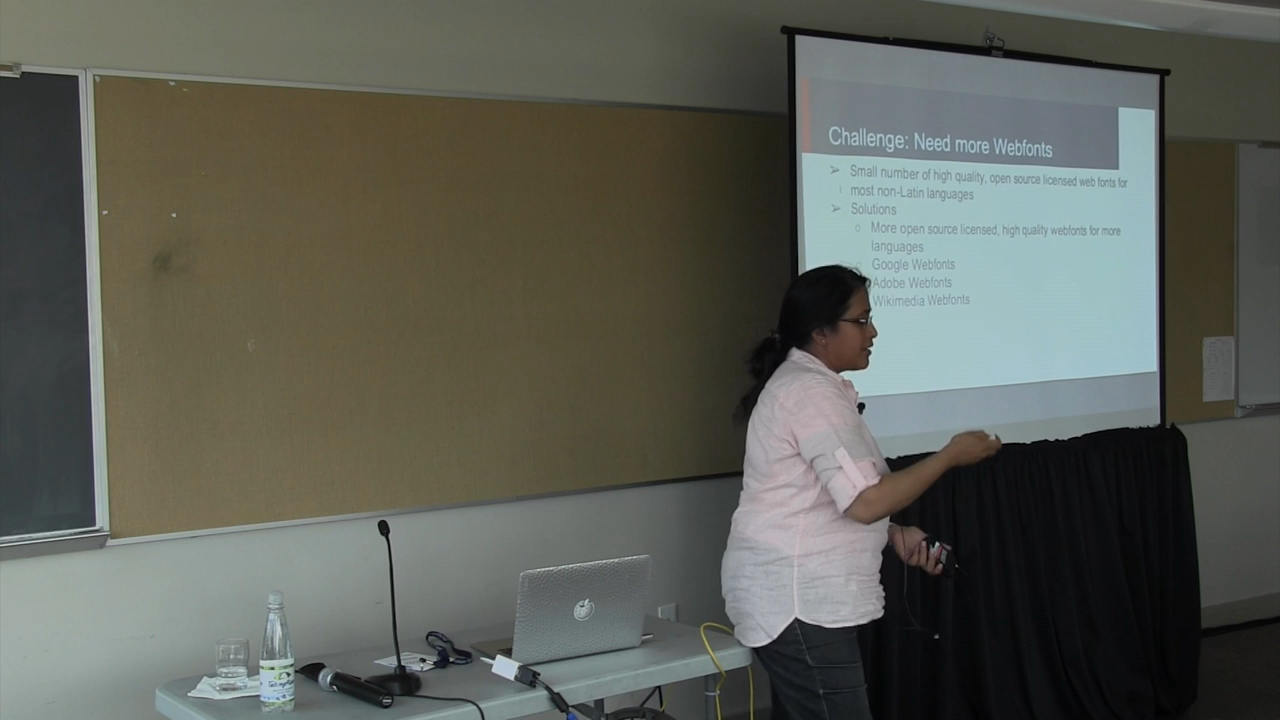 Challenge: Need more Webfonts
➢ Small number of high quality, open source licensed web fonts for
most non-Latin languages
➢ Solutions
○ More open source licensed, high quality webfonts for more
languages
Google Webfonts
Adobe Webfonts
Wikimedia Webfonts